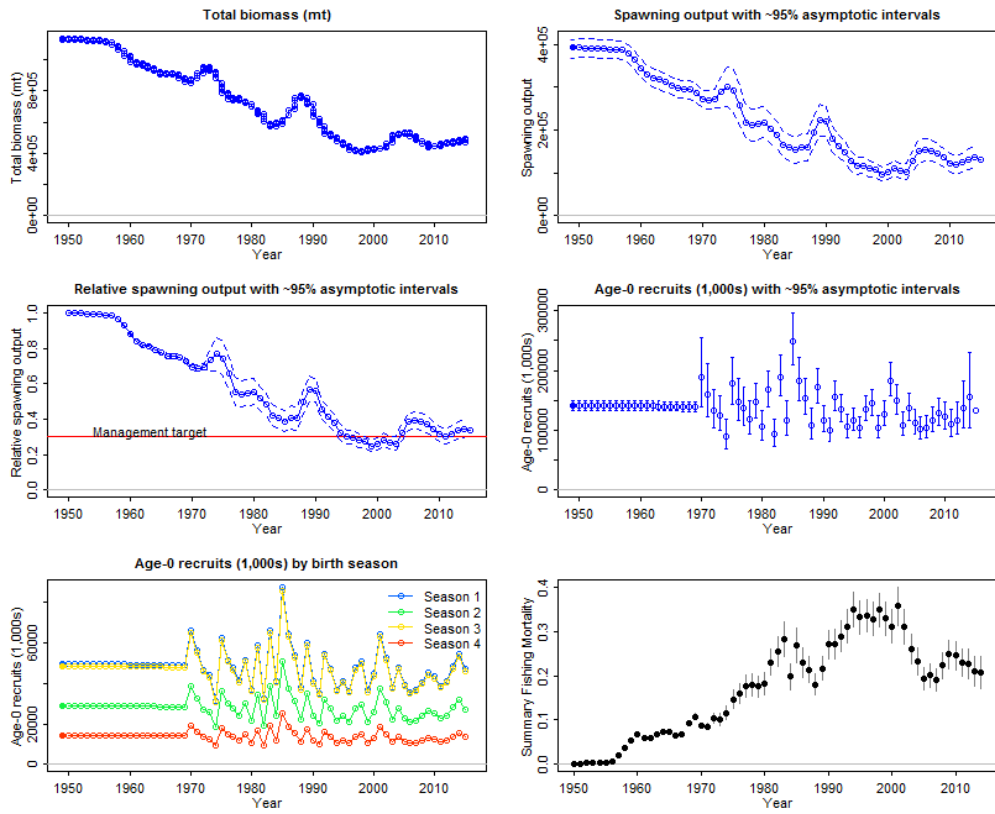 Total biomass (mt)
Total biomass (mt)
0e+00
4e+05
8e+05
1950 1960 1970 1980 1990 2000 2010
Year
Spawning output with ~95% asymptotic intervals
Spawning output
0e+00
2e+05
4e+05
1950 1960 1970 1980 1990 2000 2010
Year
Relative spawning output with ~95% asymptotic intervals
Relative spawning output
0.0 0.2 0.4 0.6 0.8 1.0
Management target
1950 1960 1970 1980 1990 2000 2010
Year
Age-0 recruits (1,000s) with ~95% asymptotic intervals
Age-0 recruits (1,000s)
0 100000 200000 300000
1950 1960 1970 1980 1990 2000 2010
Year
Age-0 recruits (1,000s) by birth season
Age-0 recruits (1,000s)
0 20000 60000
Season 1
Season 2
Season 3
Season 4
1950 1960 1970 1980 1990 2000 2010
Year
Summary Fishing Mortality
0.0 0.1 0.2 0.3 0.4
1950 1960 1970 1980 1990 2000 2010
Year